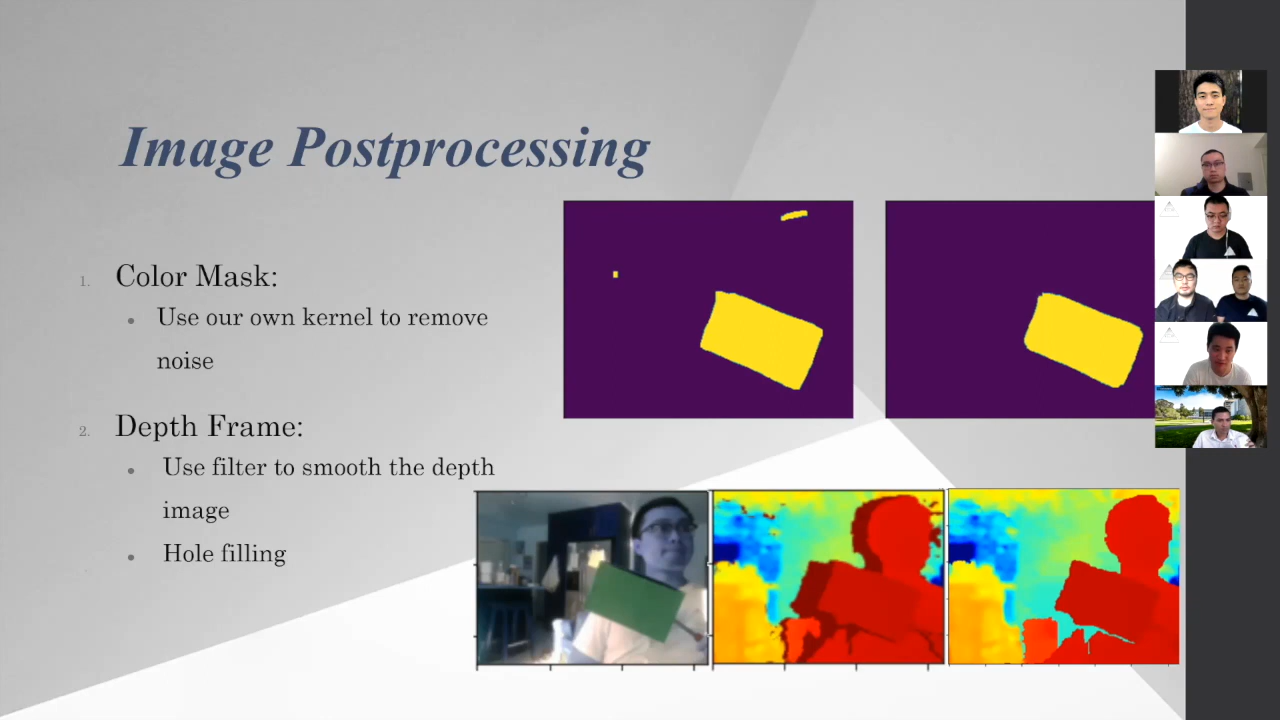 Image Postprocessing
1. Color Mask:
• Use our own kernel to remove
noise
2. Depth Frame:
• Use filter to smooth the depth
image
• Hole filling